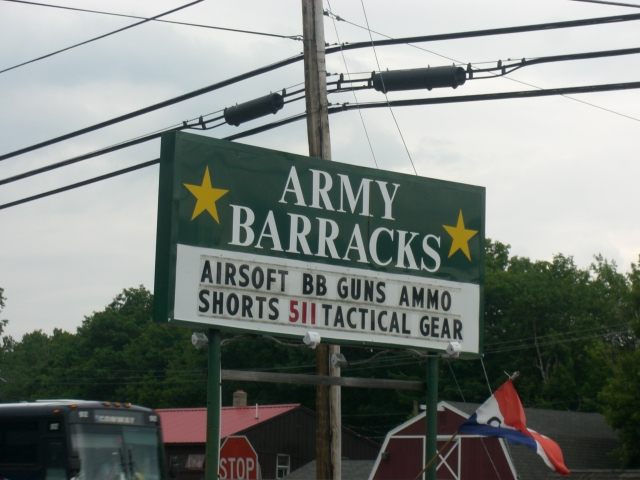 ARMY
BARRACKS
AIRSOFT BB GUNS AMMO
SHORTS 511 TACTICAL GEAR
STOP